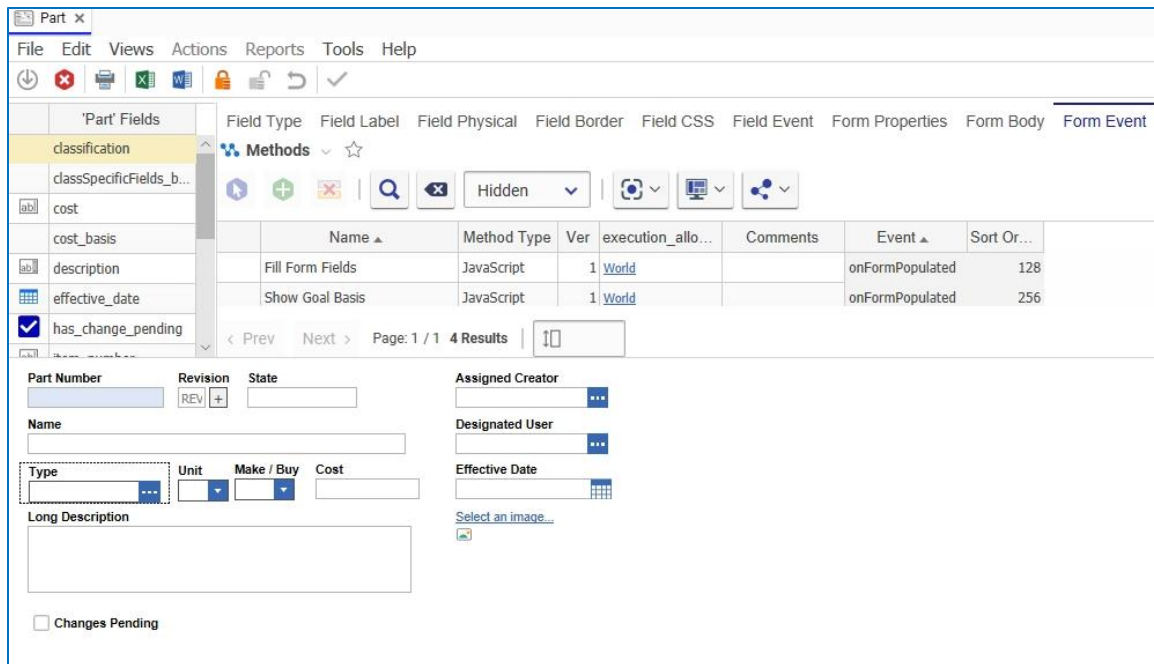 Part ×
File Edit Views Actions Reports Tools Help
'Part' Fields
classification
classSpecificFields_b...
cost
cost_basis
description
effective_date
has_change_pending
Field Type Field Label Field Physical Field Border Field CSS Field Event Form Properties Form Body Form Event
Methods
Hidden
Name Method Type Ver execution_allo... Comments Event Sort Or...
Fill Form Fields JavaScript 1 World onFormPopulated 128
Show Goal Basis JavaScript 1 World onFormPopulated 256
< Prev Next > Page: 1 / 1 4 Results
Part Number Revision State Assigned Creator
REV +
Name Designated User
Type Unit Make / Buy Cost Effective Date
Long Description Select an image...
Changes Pending